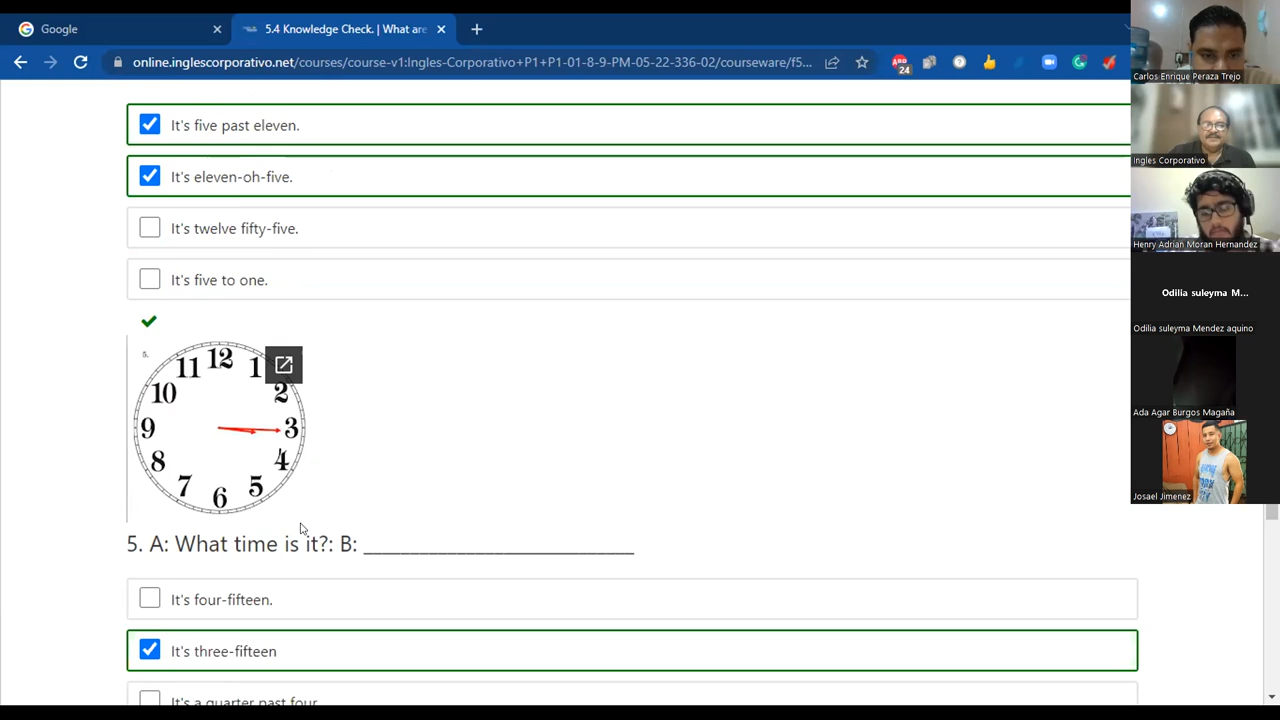 Google
5.4 Knowledge Check. | What are
online.inglescorporativo.net/courses/course-v1:Ingles-Corporativo+P1+P1-01-8-9-PM-05-22-336-02/courseware/f5...
ABP
24
Carlos Enrique Peraza Trejo
Ingles Corporativo
Henry Adrian Moran Hernandez
Odilia suleyma M...
Odilia suleyma Mendez aquino
Ada Agar Burgos Magaña
Josael Jimenez
It's five past eleven.
It's eleven-oh-five.
It's twelve fifty-five.
It's five to one.
5.
12
11 1
10 2
9 3
8 4
7 5
6
5. A: What time is it?: B: ____________________________
It's four-fifteen.
It's three-fifteen
It's a quarter past four